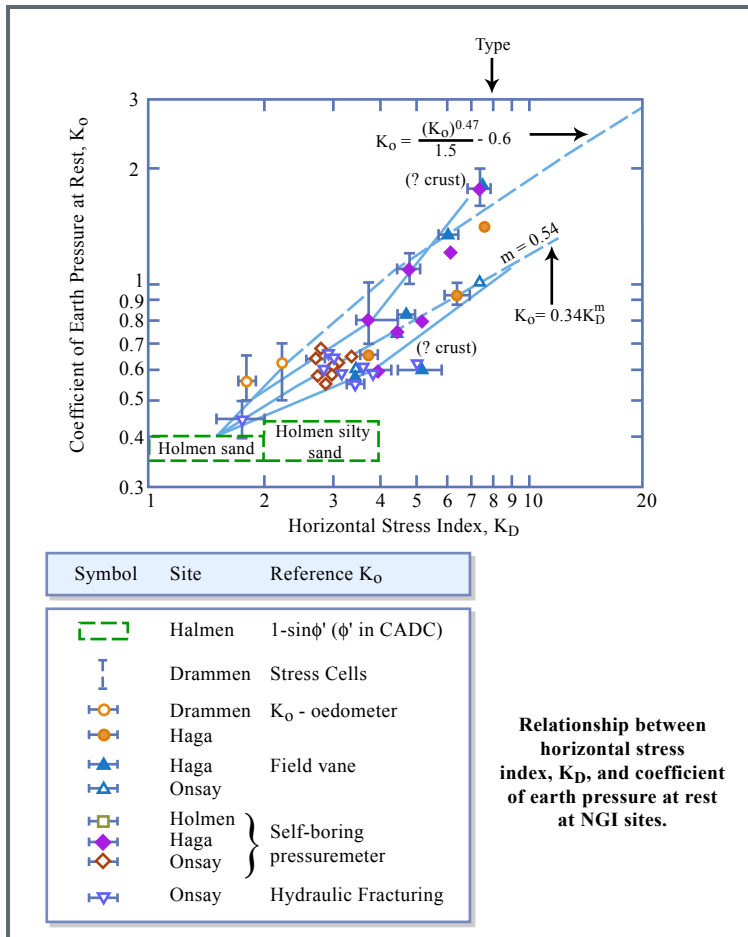 Type
3
2
1
0.9
0.8
0.7
0.6
0.5
0.4
0.3
Coefficient of Earth Pressure at Rest, Ko
Ko = (Ko)^0.47 / 1.5 - 0.6
(? crust)
m = 0.54
Ko = 0.34K_D^m
(? crust)
Holmen sand
Holmen silty
sand
1 2 3 4 5 6 7 8 9 10 20
Horizontal Stress Index, K_D
Symbol Site Reference Ko
Halmen 1-sinϕ' (ϕ' in CADC)
Drammen Stress Cells
Drammen Ko - oedometer
Haga
Haga Field vane
Onsay
Holmen
Haga Self-boring
Onsay pressuremeter
Onsay Hydraulic Fracturing
Relationship between
horizontal stress
index, K_D, and coefficient
of earth pressure at rest
at NGI sites.